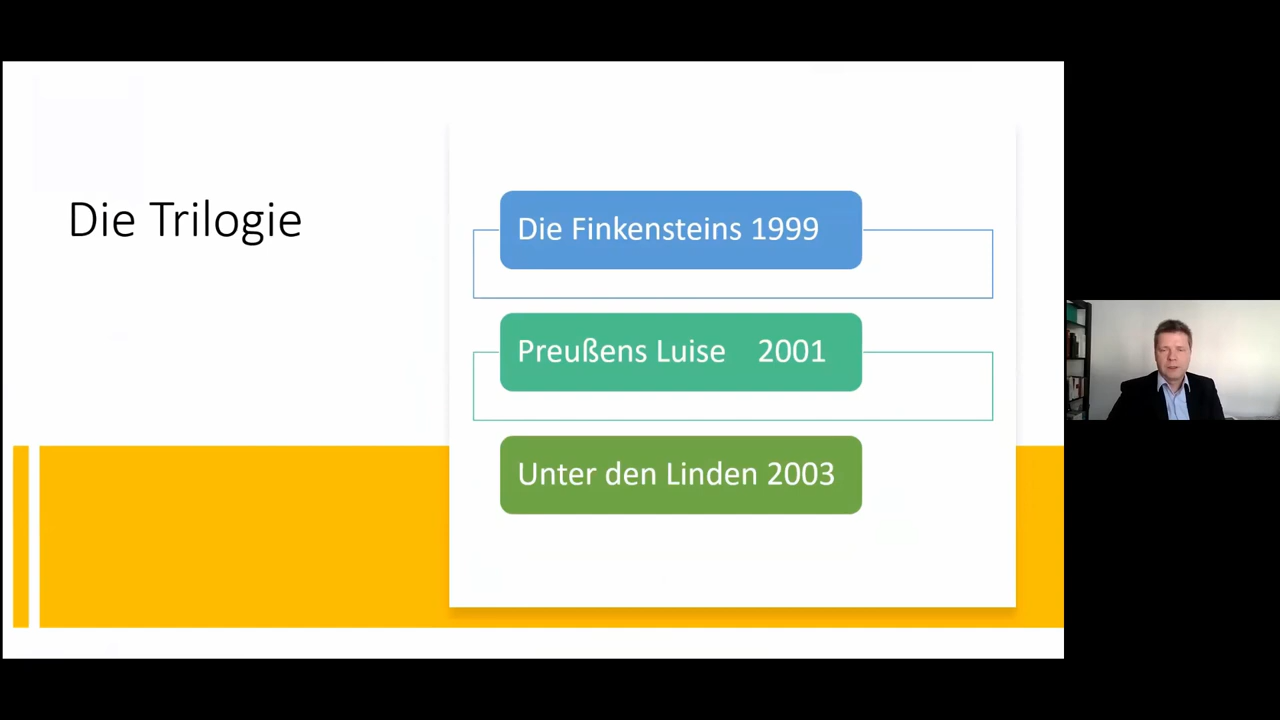 Die Trilogie
Die Finkensteins 1999
Preußens Luise 2001
Unter den Linden 2003